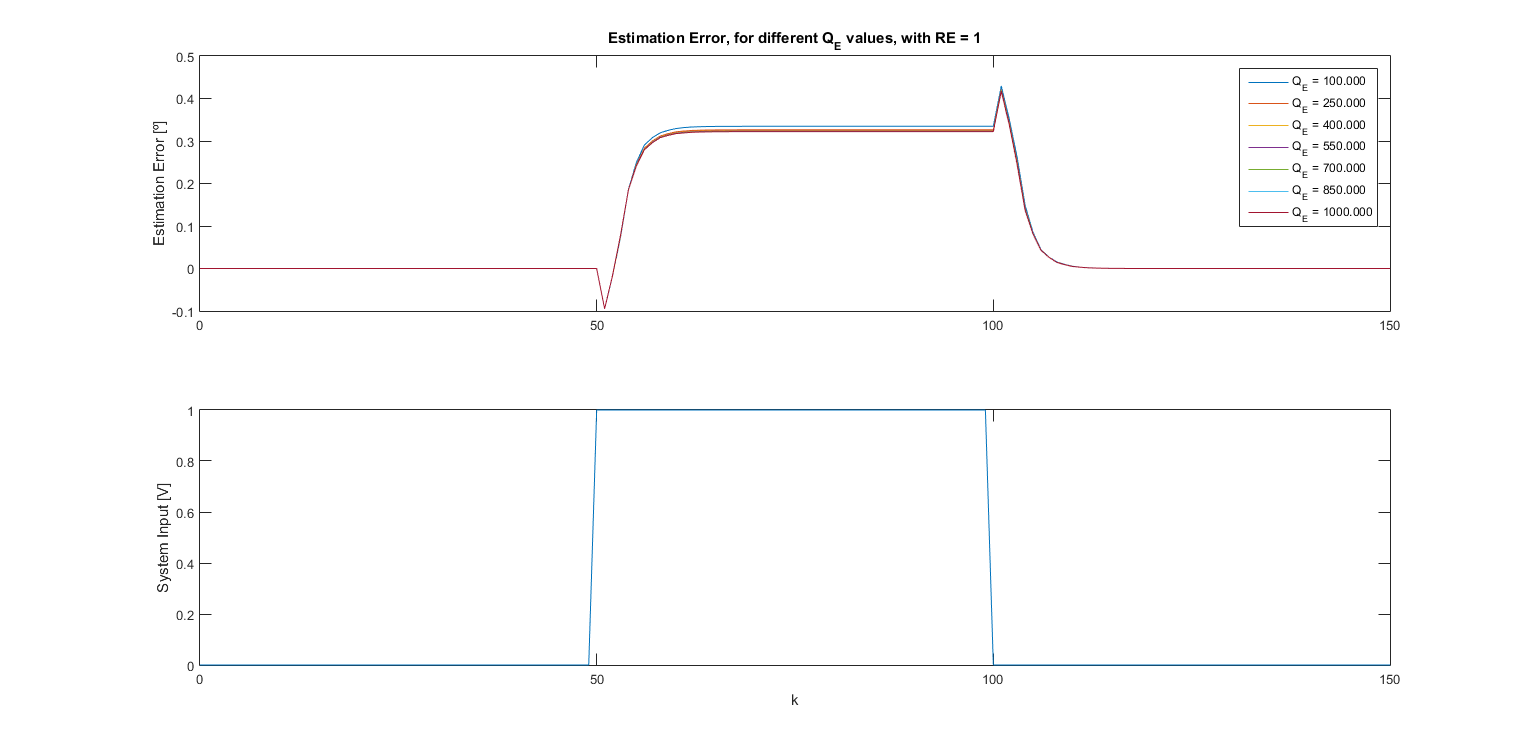 Estimation Error, for different Q_E values, with RE = 1
Estimation Error [º]
0.5
0.4
0.3
0.2
0.1
0
-0.1
0
50
100
150
Q_E = 100.000
Q_E = 250.000
Q_E = 400.000
Q_E = 550.000
Q_E = 700.000
Q_E = 850.000
Q_E = 1000.000
System Input [V]
1
0.8
0.6
0.4
0.2
0
0
50
100
150
k